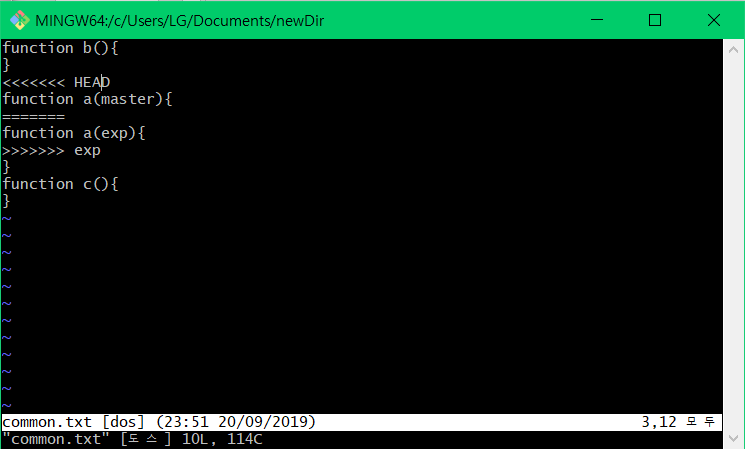 MINGW64:/c/Users/LG/Documents/newDir
function b(){
}
<<<<<<< HEAD
function a(master){
=======
function a(exp){
>>>>>>> exp
}
function c(){
}
~
~
~
~
~
~
~
~
~
~
~
~
common.txt [dos] (23:51 20/09/2019) 3,12 모 두
"common.txt" [도 스 ] 10L, 114C